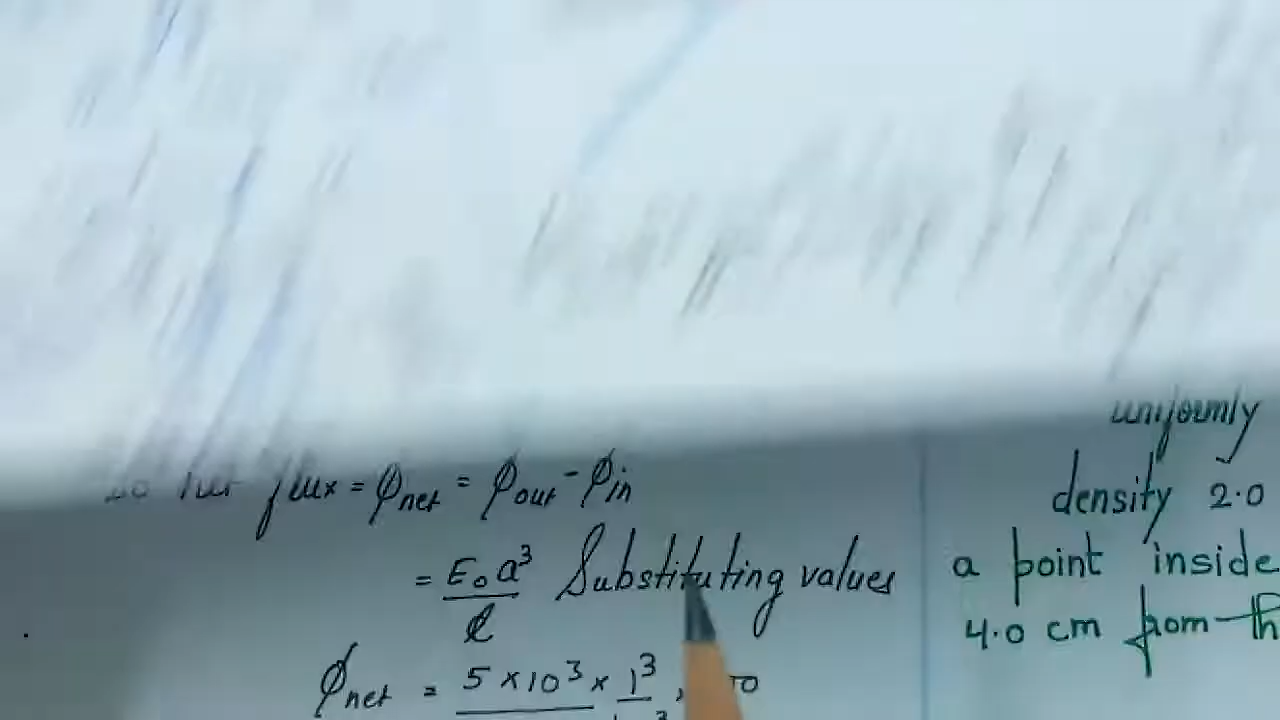 flux = φnet = φout - φin
= E₀a³ Substituting values
ℓ
φnet = 5 × 10³ × 1³
uniformly
density 2.0
a point inside
4.0 cm from th